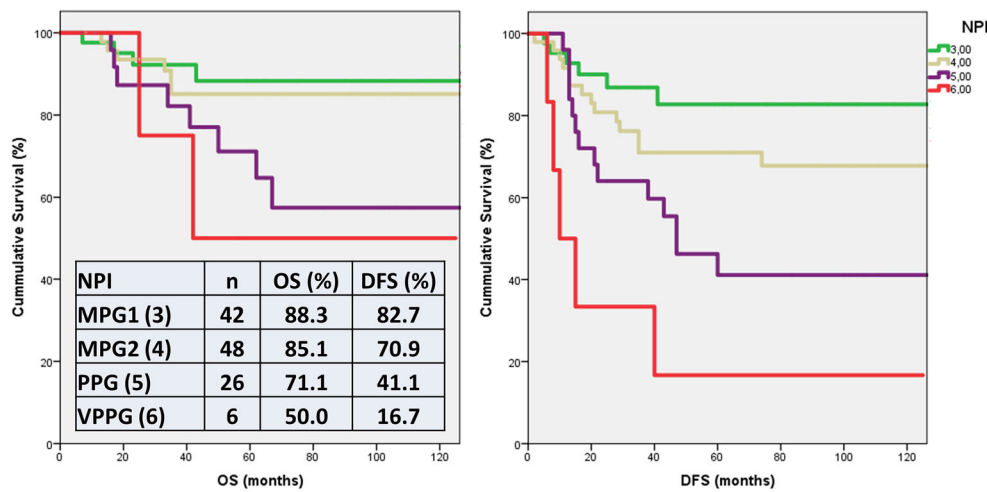 100
80
60
40
20
0
Cummulative Survival (%)
0 20 40 60 80 100 120
OS (months)
NPI n OS (%) DFS (%)
MPG1 (3) 42 88.3 82.7
MPG2 (4) 48 85.1 70.9
PPG (5) 26 71.1 41.1
VPPG (6) 6 50.0 16.7
100
80
60
40
20
0
Cummulative Survival (%)
0 20 40 60 80 100 120
DFS (months)
NPI
3,00
4,00
5,00
6,00